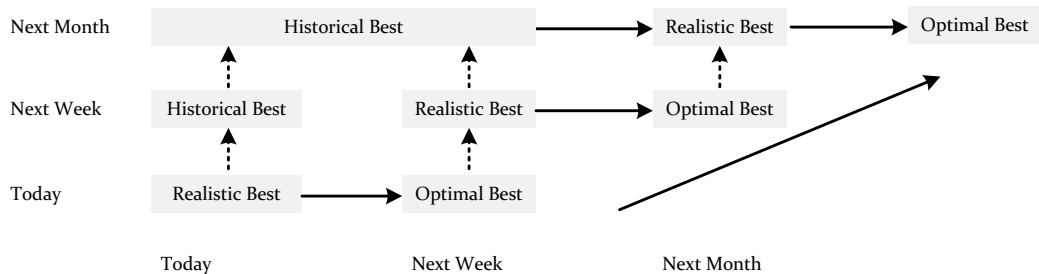 Next Month
Historical Best
Realistic Best
Optimal Best
Next Week
Historical Best
Realistic Best
Optimal Best
Today
Realistic Best
Optimal Best
Today
Next Week
Next Month